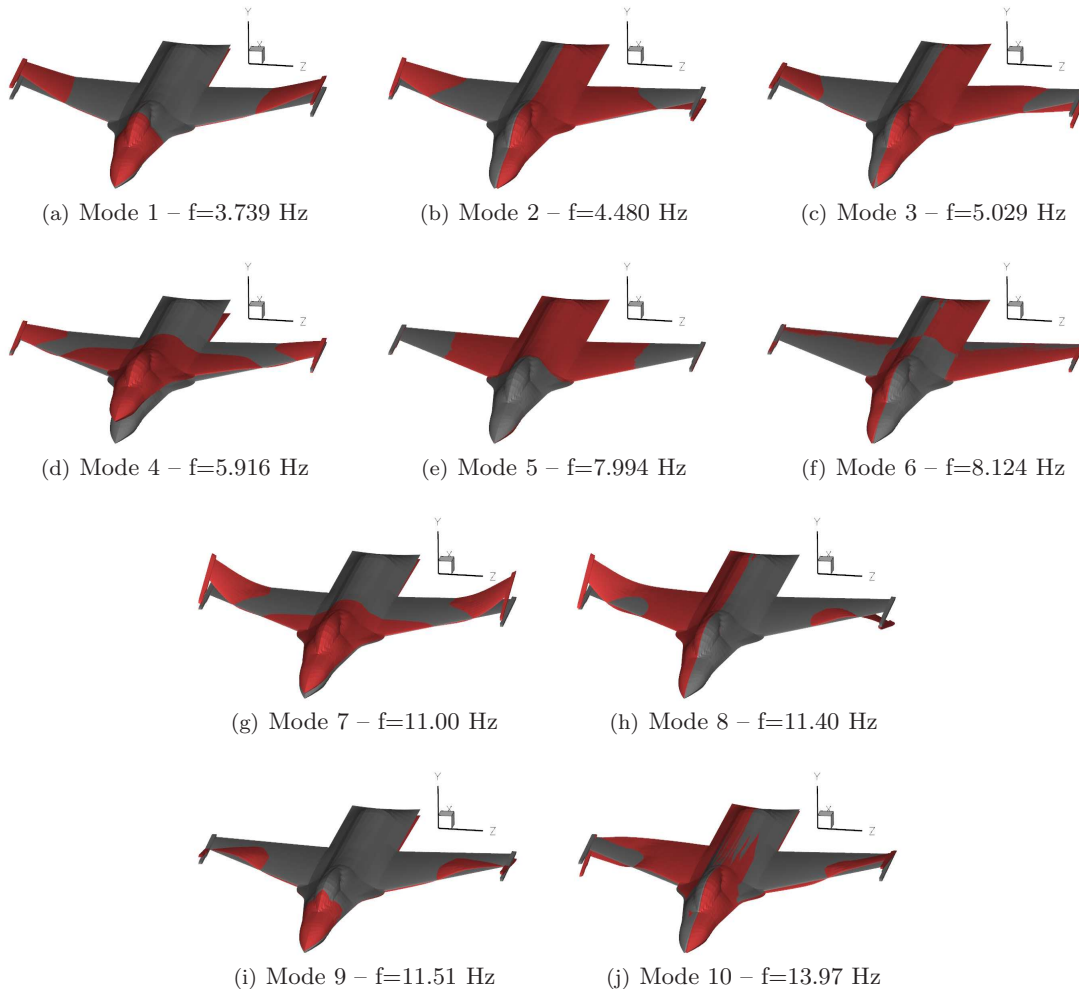 Y
X
Z
Y
X
Z
Y
X
Z
(a) Mode 1 – f=3.739 Hz
(b) Mode 2 – f=4.480 Hz
(c) Mode 3 – f=5.029 Hz
Y
X
Z
Y
X
Z
Y
X
Z
(d) Mode 4 – f=5.916 Hz
(e) Mode 5 – f=7.994 Hz
(f) Mode 6 – f=8.124 Hz
Y
X
Z
Y
X
Z
(g) Mode 7 – f=11.00 Hz
(h) Mode 8 – f=11.40 Hz
Y
X
Z
Y
X
Z
(i) Mode 9 – f=11.51 Hz
(j) Mode 10 – f=13.97 Hz